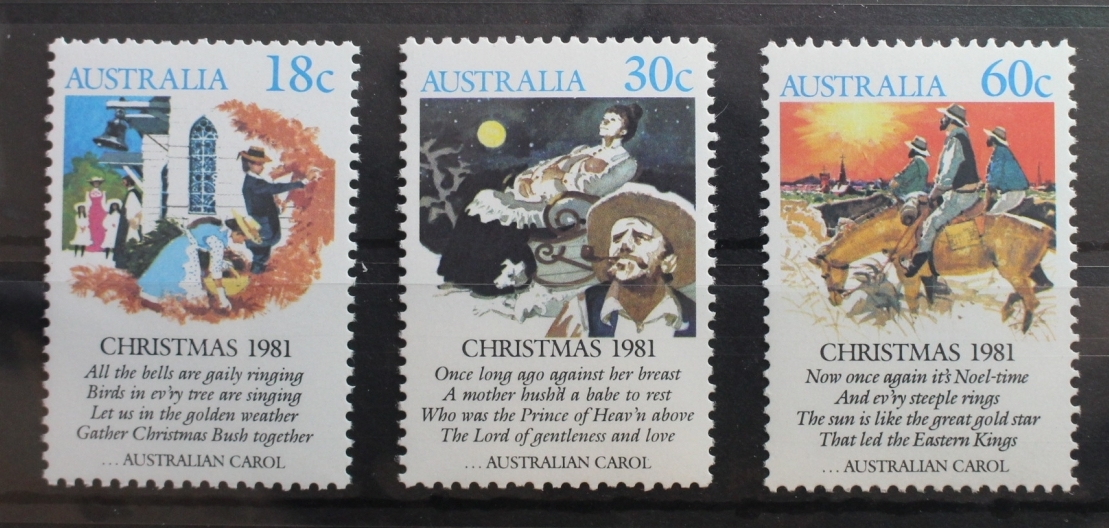 AUSTRALIA 18c
CHRISTMAS 1981
All the bells are gaily ringing
Birds in ev'ry tree are singing
Let us in the golden weather
Gather Christmas Bush together
... AUSTRALIAN CAROL
AUSTRALIA 30c
CHRISTMAS 1981
Once long ago against her breast
A mother hush'd a babe to rest
Who was the Prince of Heav'n above
The Lord of gentleness and love
... AUSTRALIAN CAROL
AUSTRALIA 60c
CHRISTMAS 1981
Now once again it's Noel-time
And ev'ry steeple rings
The sun is like the great gold star
That led the Eastern Kings
... AUSTRALIAN CAROL